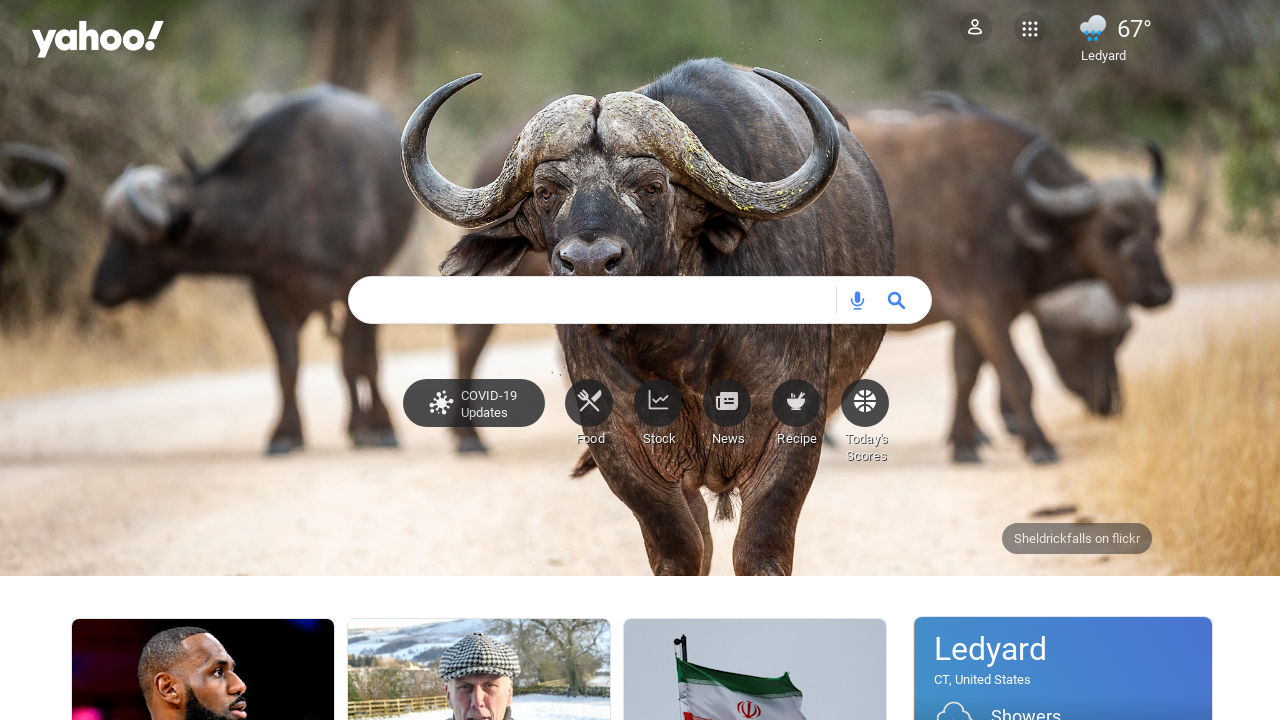 yahoo!
67°
Ledyard
COVID-19
Updates
Food
Stock
News
Recipe
Today's
Scores
Sheldrickfalls on flickr
Ledyard
CT, United States
Showers